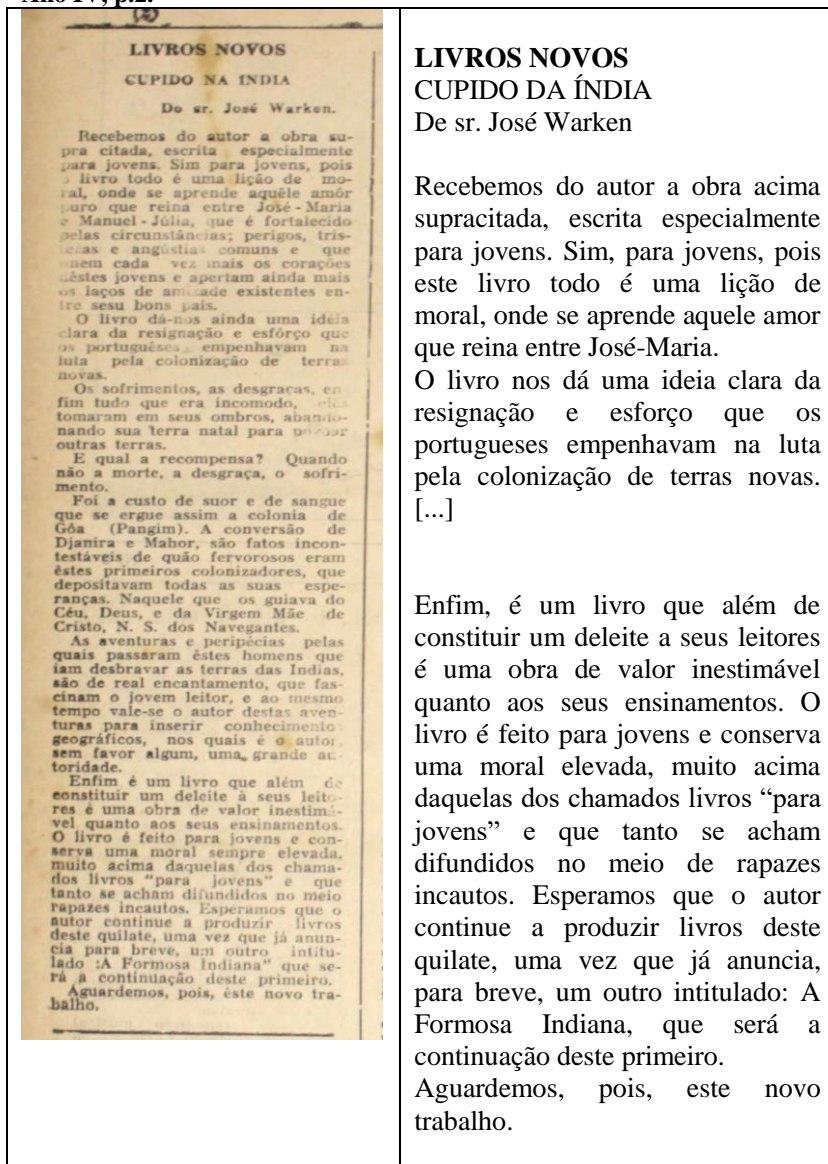 Ano IV, p.2.
LIVROS NOVOS
CUPIDO NA INDIA
Do sr. José Warken.
Recebemos do autor a obra su-
pra citada, escrita especialmente
para jovens. Sim para jovens, pois
livro todo é uma lição de mo-
ral, onde se aprende aquêle amôr
puro que reina entre José-Maria
e Manuel-Júlia, que é fortalecido
pelas circunstâncias; perigos, tris-
e angústias comuns e que
unem cada vez mais os corações
dêstes jovens e apertam ainda mais
os laços de amizade existentes en-
tre sesu bons pais.
O livro dá-nos ainda uma idéia
clara da resignação e esfôrço que
os portuguêses empenhavam na
luta pela colonização de terras
novas.
Os sofrimentos, as desgraças, en
fim tudo que era incomodo, eles
tomaram em seus ombros, abando-
nando sua terra natal para
outras terras.
E qual a recompensa? Quando
não a morte, a desgraça, o sofri-
mento.
Foi a custo de suor e de sangue
que se ergue assim a colonia de
Gôa (Pangim). A conversão de
Djanira e Mahor, são fatos incon-
testáveis de quão fervorosos eram
êstes primeiros colonizadores, que
depositavam todas as suas espe-
ranças. Naquele que os guiava do
Céu, Deus, e da Virgem Mãe de
Cristo, N. S. dos Navegantes.
As aventuras e peripécias pelas
quais passaram êstes homens que
iam desbravar as terras das Indias,
são de real encantamento, que fas-
cinam o jovem leitor, e ao mesmo
tempo vale-se o autor destas aven-
turas para inserir conhecimento
geográficos, nos quais é o autor,
sem favor algum, uma grande au-
toridade.
Enfim é um livro que além de
constituir um deleite à seus leito-
res é uma obra de valor inestimá-
vel quanto aos seus ensinamentos.
O livro é feito para jovens e con-
serva uma moral sempre elevada,
muito acima daquelas dos chama-
dos livros "para jovens" e que
tanto se acham difundidos no meio
rapazes incautos. Esperamos que o
autor continue a produzir livros
deste quilate, uma vez que já anun-
cia para breve, um outro intitu-
lado :A Formosa Indiana" que se-
rá a continuação deste primeiro.
Aguardemos, pois, êste novo tra-
balho.
LIVROS NOVOS
CUPIDO DA ÍNDIA
De sr. José Warken
Recebemos do autor a obra acima
supracitada, escrita especialmente
para jovens. Sim, para jovens, pois
este livro todo é uma lição de
moral, onde se aprende aquele amor
que reina entre José-Maria.
O livro nos dá uma ideia clara da
resignação e esforço que os
portugueses empenhavam na luta
pela colonização de terras novas.
[...]
Enfim, é um livro que além de
constituir um deleite a seus leitores
é uma obra de valor inestimável
quanto aos seus ensinamentos. O
livro é feito para jovens e conserva
uma moral elevada, muito acima
daquelas dos chamados livros “para
jovens” e que tanto se acham
difundidos no meio de rapazes
incautos. Esperamos que o autor
continue a produzir livros deste
quilate, uma vez que já anuncia,
para breve, um outro intitulado: A
Formosa Indiana, que será a
continuação deste primeiro.
Aguardemos, pois, este novo
trabalho.